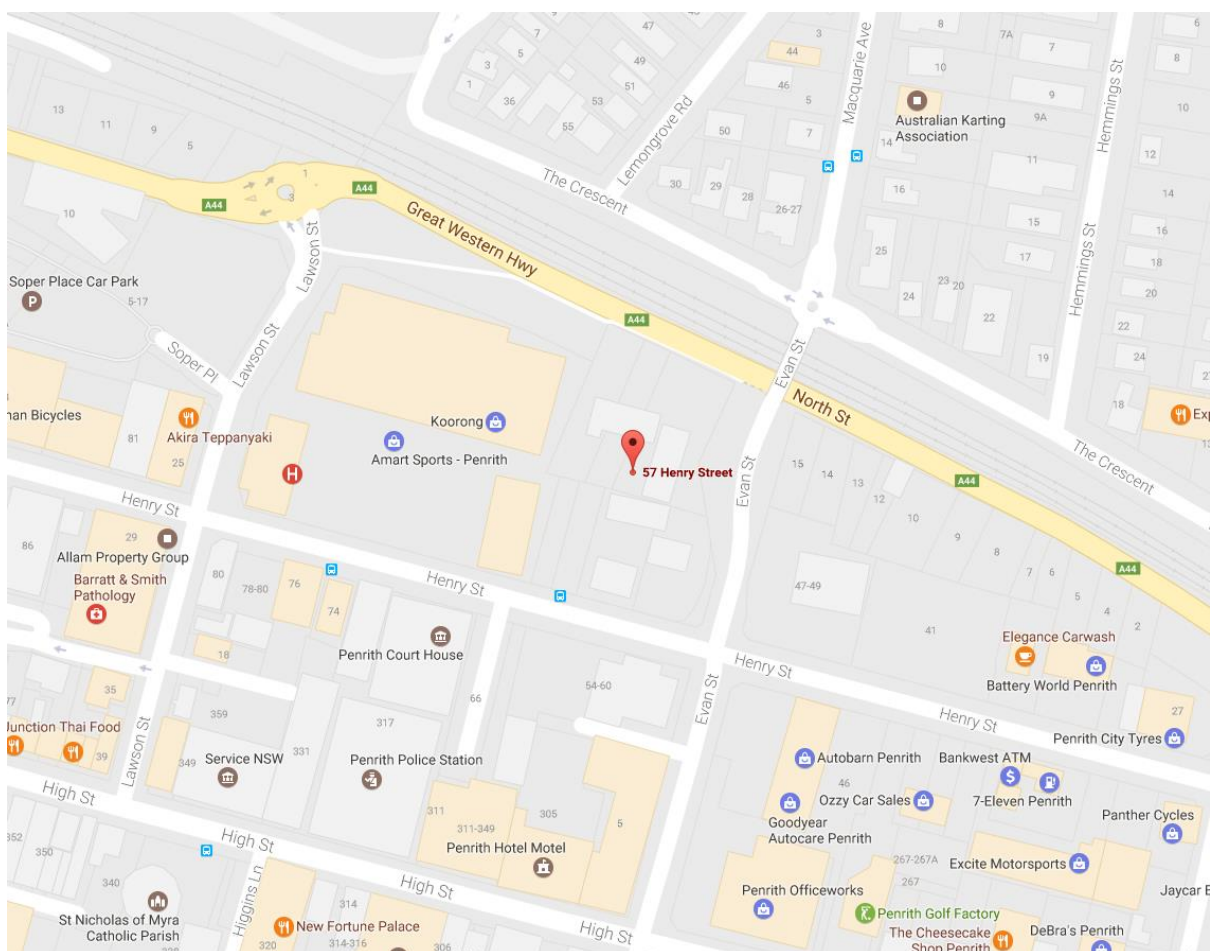 3
44
8
7A
7
6
8
7
5
49
3
1
36
53
51
55
46
5
50
7
10
9
9A
10
Australian Karting
Association
14
11
12
13
11
9
5
Lemongrove Rd
Macquarie Ave
Hemmings St
30
29
28
26-27
16
14
15
16
17
18
A44
1
3
A44
The Crescent
Great Western Hwy
10
Lawson St
25
24
23
20
22
20
22
24
19
18
Soper Place Car Park
5-17
P
Soper Pl
Lawson St
A44
Evan St
North St
The Crescent
Hemmings St
Exp
nan Bicycles
81
Akira Teppanyaki
25
H
Koorong
Amart Sports - Penrith
57 Henry Street
Evan St
15
14
13
12
10
9
8
7
6
5
4
2
A44
A44
Henry St
86
29
Allam Property Group
Barratt & Smith
Pathology
80
78-80
76
74
18
Henry St
47-49
41
Elegance Carwash
Battery World Penrith
Penrith Court House
54-60
66
Henry St
Evan St
Henry St
27
Penrith City Tyres
77
35
Junction Thai Food
39
Lawson St
359
349
331
317
Service NSW
Penrith Police Station
Autobarn Penrith
46
Bankwest ATM
7-Eleven Penrith
Ozzy Car Sales
Goodyear
Autocare Penrith
Panther Cycles
High St
352
350
340
High St
311
311-349
305
5
Penrith Hotel Motel
267-267A
267
Excite Motorsports
Penrith Officeworks
Jaycar E
St Nicholas of Myra
Catholic Parish
Higgins Ln
New Fortune Palace
320
314
314-316
306
High St
High St
Penrith Golf Factory
The Cheesecake
Shop Penrith
DeBra's Penrith